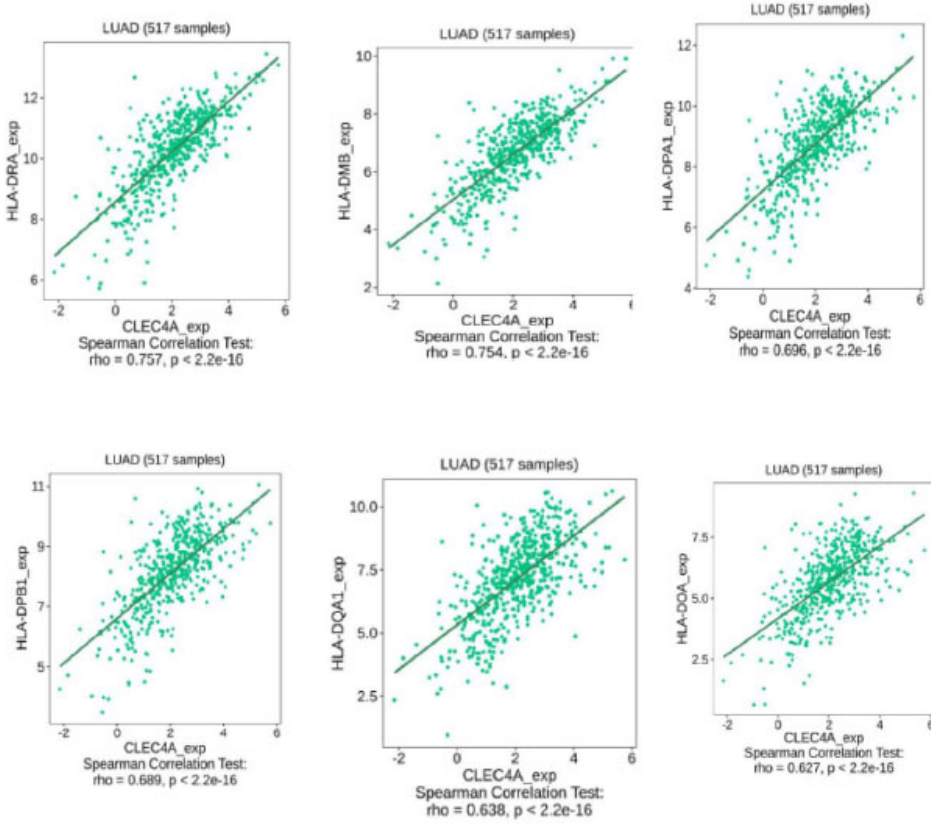 LUAD (517 samples)
HLA-DRA_exp
12
10
8
6
-2 0 2 4 6
CLEC4A_exp
Spearman Correlation Test:
rho = 0.757, p < 2.2e-16
LUAD (517 samples)
HLA-DMB_exp
10
8
6
4
2
-2 0 2 4 6
CLEC4A_exp
Spearman Correlation Test:
rho = 0.754, p < 2.2e-16
LUAD (517 samples)
HLA-DPA1_exp
12
10
8
6
4
-2 0 2 4 6
CLEC4A_exp
Spearman Correlation Test:
rho = 0.696, p < 2.2e-16
LUAD (517 samples)
HLA-DPB1_exp
11
9
7
5
-2 0 2 4 6
CLEC4A_exp
Spearman Correlation Test:
rho = 0.689, p < 2.2e-16
LUAD (517 samples)
HLA-DQA1_exp
10.0
7.5
5.0
2.5
-2 0 2 4 6
CLEC4A_exp
Spearman Correlation Test:
rho = 0.638, p < 2.2e-16
LUAD (517 samples)
HLA-DOA_exp
7.5
5.0
2.5
-2 0 2 4 6
CLEC4A_exp
Spearman Correlation Test:
rho = 0.627, p < 2.2e-16